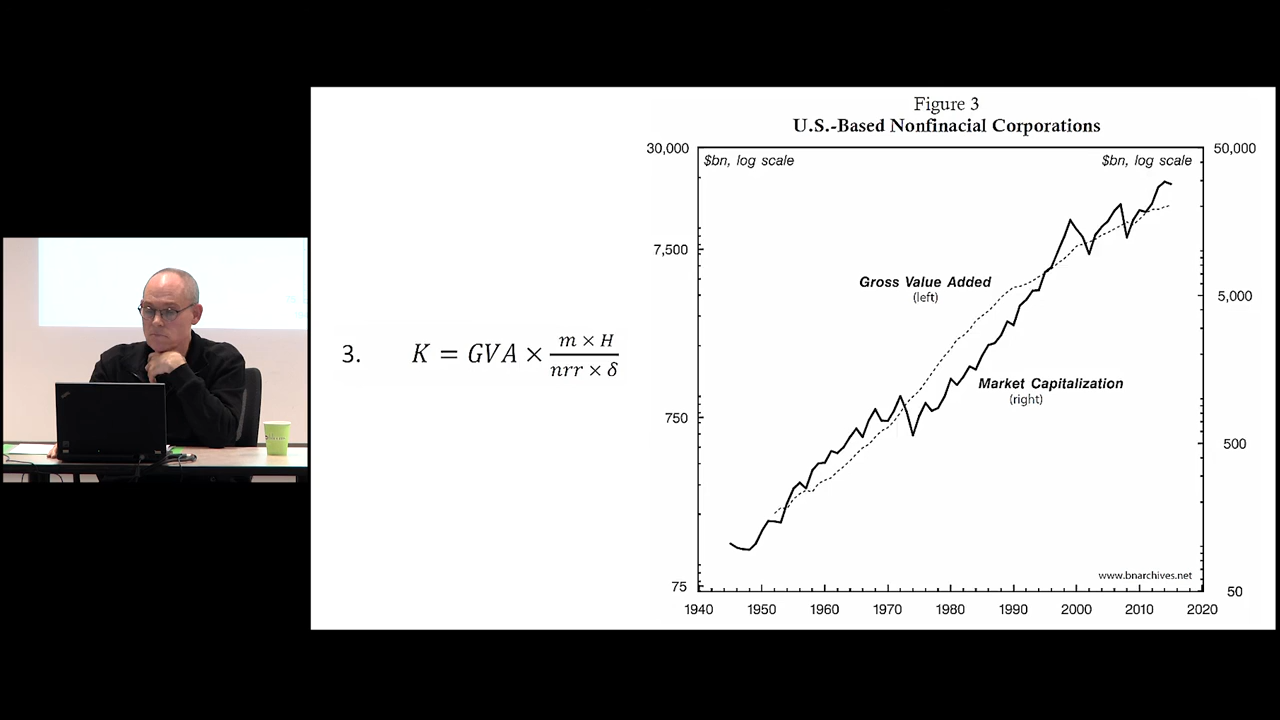 Figure 3
U.S.-Based Nonfinacial Corporations
30,000
$bn, log scale
$bn, log scale
50,000
7,500
Gross Value Added
(left)
5,000
3. K = GVA × m × H / nrr × δ
Market Capitalization
(right)
750
500
www.bnarchives.net
75
50
1940 1950 1960 1970 1980 1990 2000 2010 2020